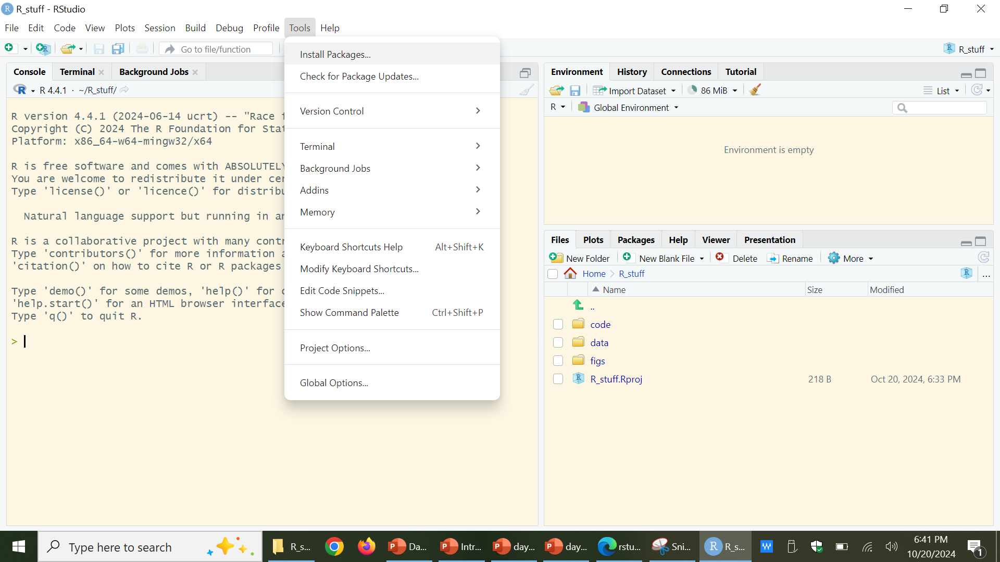 R_stuff - RStudio
File Edit Code View Plots Session Build Debug Profile Tools Help
Go to file/function
R_stuff
Install Packages...
Check for Package Updates...
Version Control
Terminal
Background Jobs
Addins
Memory
Keyboard Shortcuts Help Alt+Shift+K
Modify Keyboard Shortcuts...
Edit Code Snippets...
Show Command Palette Ctrl+Shift+P
Project Options...
Global Options...
Console Terminal Background Jobs
R 4.4.1 · ~/R_stuff/
R version 4.4.1 (2024-06-14 ucrt) -- "Race
Copyright (C) 2024 The R Foundation for
Platform: x86_64-w64-mingw32/x64
R is free software and comes with ABSOLUTELY
You are welcome to redistribute it under
Type 'license()' or 'licence()' for
Natural language support but running in
R is a collaborative project with many
Type 'contributors()' for more information
'citation()' on how to cite R or R packages
Type 'demo()' for some demos, 'help()' for
'help.start()' for an HTML browser interface
Type 'q()' to quit R.
>
Environment History Connections Tutorial
Import Dataset 86 MiB List
R Global Environment
Environment is empty
Files Plots Packages Help Viewer Presentation
New Folder New Blank File Delete Rename More
Home R_stuff ...
Name Size Modified
..
code
data
figs
R_stuff.Rproj 218 B Oct 20, 2024, 6:33 PM
Type here to search
R_s... Da... Intr... day... day... rstu... Sni... R_s...
6:41 PM
10/20/2024
1